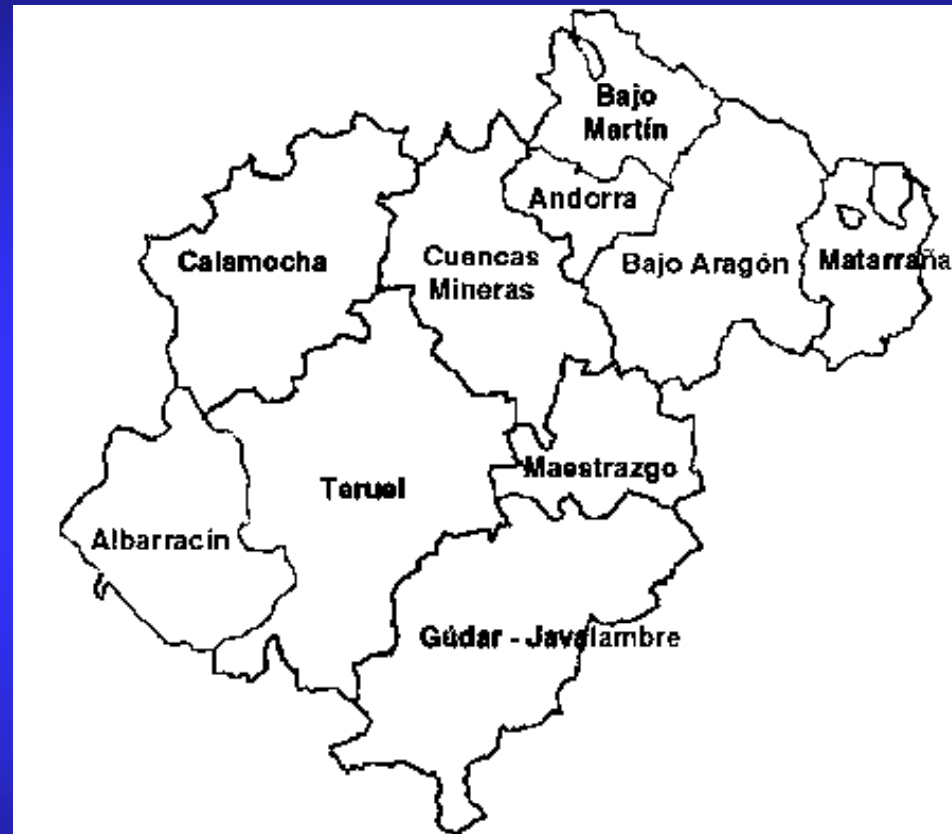 Bajo
Martín
Andorra
Calamocha
Cuencas
Mineras
Bajo Aragón
Matarraña
Teruel
Maestrazgo
Albarracín
Gúdar - Javalambre